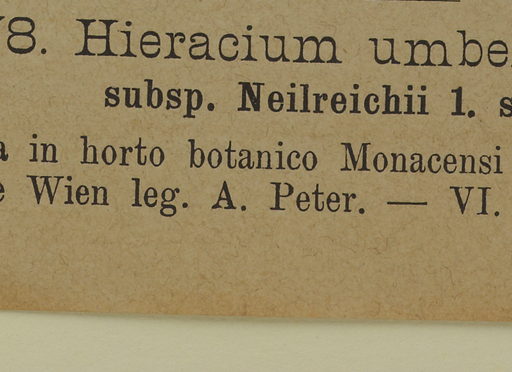 8. Hieracium umbe
subsp. Neilreichii 1. s
a in horto botanico Monacensi
e Wien leg. A. Peter. — VI.